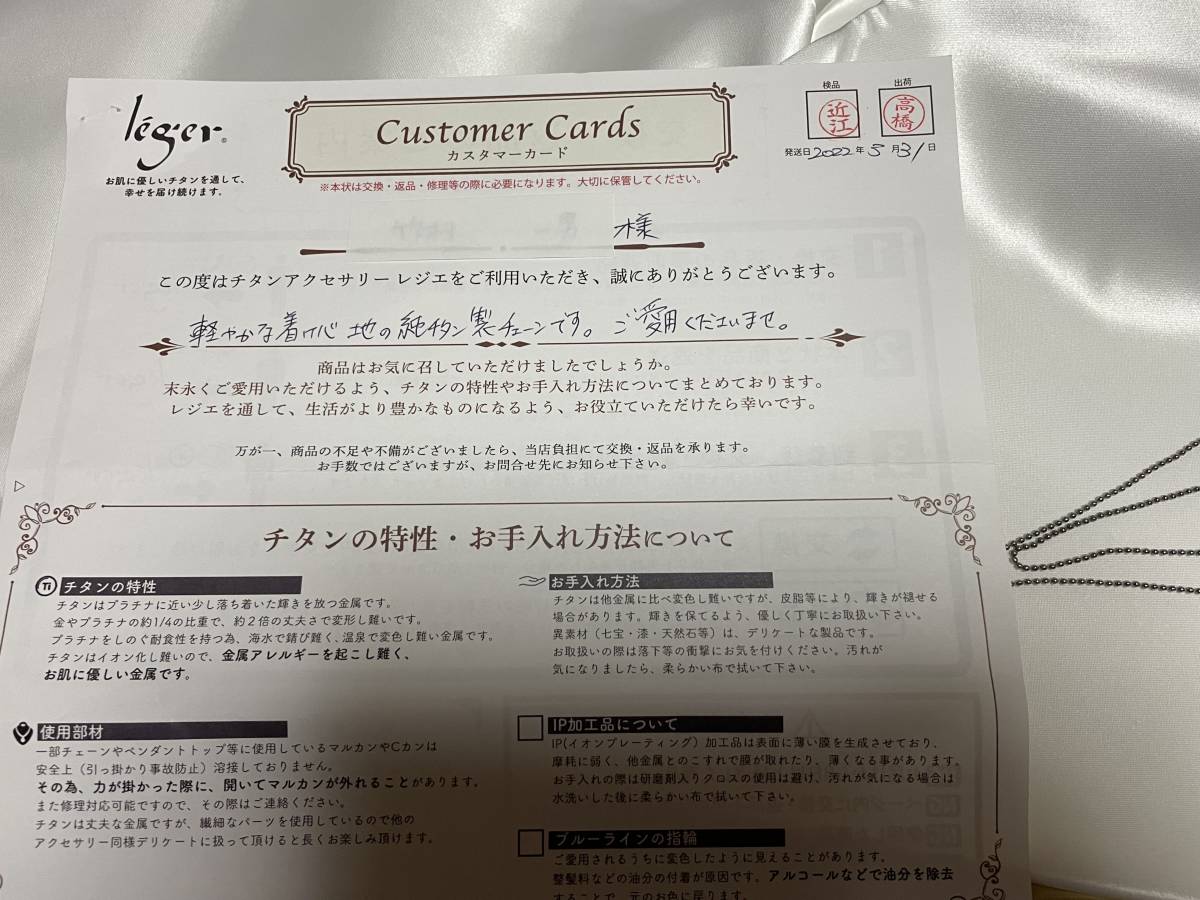 léger®
お肌に優しいチタンを通して、
幸せを届け続けます。
Customer Cards
カスタマーカード
※本状は交換・返品・修理等の際に必要になります。大切に保管してください。
検品 出荷
近江 高橋
発送日2022年5月31日
様
この度はチタンアクセサリー レジエをご利用いただき、誠にありがとうございます。
軽やかな着け心地の純チタン製チェーンです。ご愛用くださいませ。
商品はお気に召していただけましたでしょうか。
末永くご愛用いただけるよう、チタンの特性やお手入れ方法についてまとめております。
レジエを通して、生活がより豊かなものになるよう、お役立ていただけたら幸いです。
万が一、商品の不足や不備がございましたら、当店負担にて交換・返品を承ります。
お手数ではございますが、お問合せ先にお知らせ下さい。
チタンの特性・お手入れ方法について
Ti チタンの特性
チタンはプラチナに近い少し落ち着いた輝きを放つ金属です。
金やプラチナの約1/4の比重で、約2倍の丈夫さで変形し難いです。
プラチナをしのぐ耐食性を持つ為、海水で錆び難く、温泉で変色し難い金属です。
チタンはイオン化し難いので、金属アレルギーを起こし難く、
お肌に優しい金属です。
お手入れ方法
チタンは他金属に比べ変色し難いですが、皮脂等により、輝きが褪せる
場合があります。輝きを保てるよう、優しく丁寧にお取扱い下さい。
異素材（七宝・漆・天然石等）は、デリケートな製品です。
お取扱いの際は落下等の衝撃にお気を付けください。汚れが
気になりましたら、柔らかい布で拭いて下さい。
使用部材
一部チェーンやペンダントトップ等に使用しているマルカンやCカンは
安全上（引っ掛かり事故防止）溶接しておりません。
その為、力が掛かった際に、開いてマルカンが外れることがあります。
また修理対応可能ですので、その際はご連絡ください。
チタンは丈夫な金属ですが、繊細なパーツを使用しているので他の
アクセサリー同様デリケートに扱って頂けると長くお楽しみ頂けます。
IP加工品について
IP(イオンプレーティング）加工品は表面に薄い膜を生成させており、
摩耗に弱く、他金属とのこすれで膜が取れたり、薄くなる事があります。
お手入れの際は研磨剤入りクロスの使用は避け、汚れが気になる場合は
水洗いした後に柔らかい布で拭いて下さい。
ブルーラインの指輪
ご愛用されるうちに変色したように見えることがあります。
整髪料などの油分の付着が原因です。アルコールなどで油分を除去
することで、元のお色に戻ります。